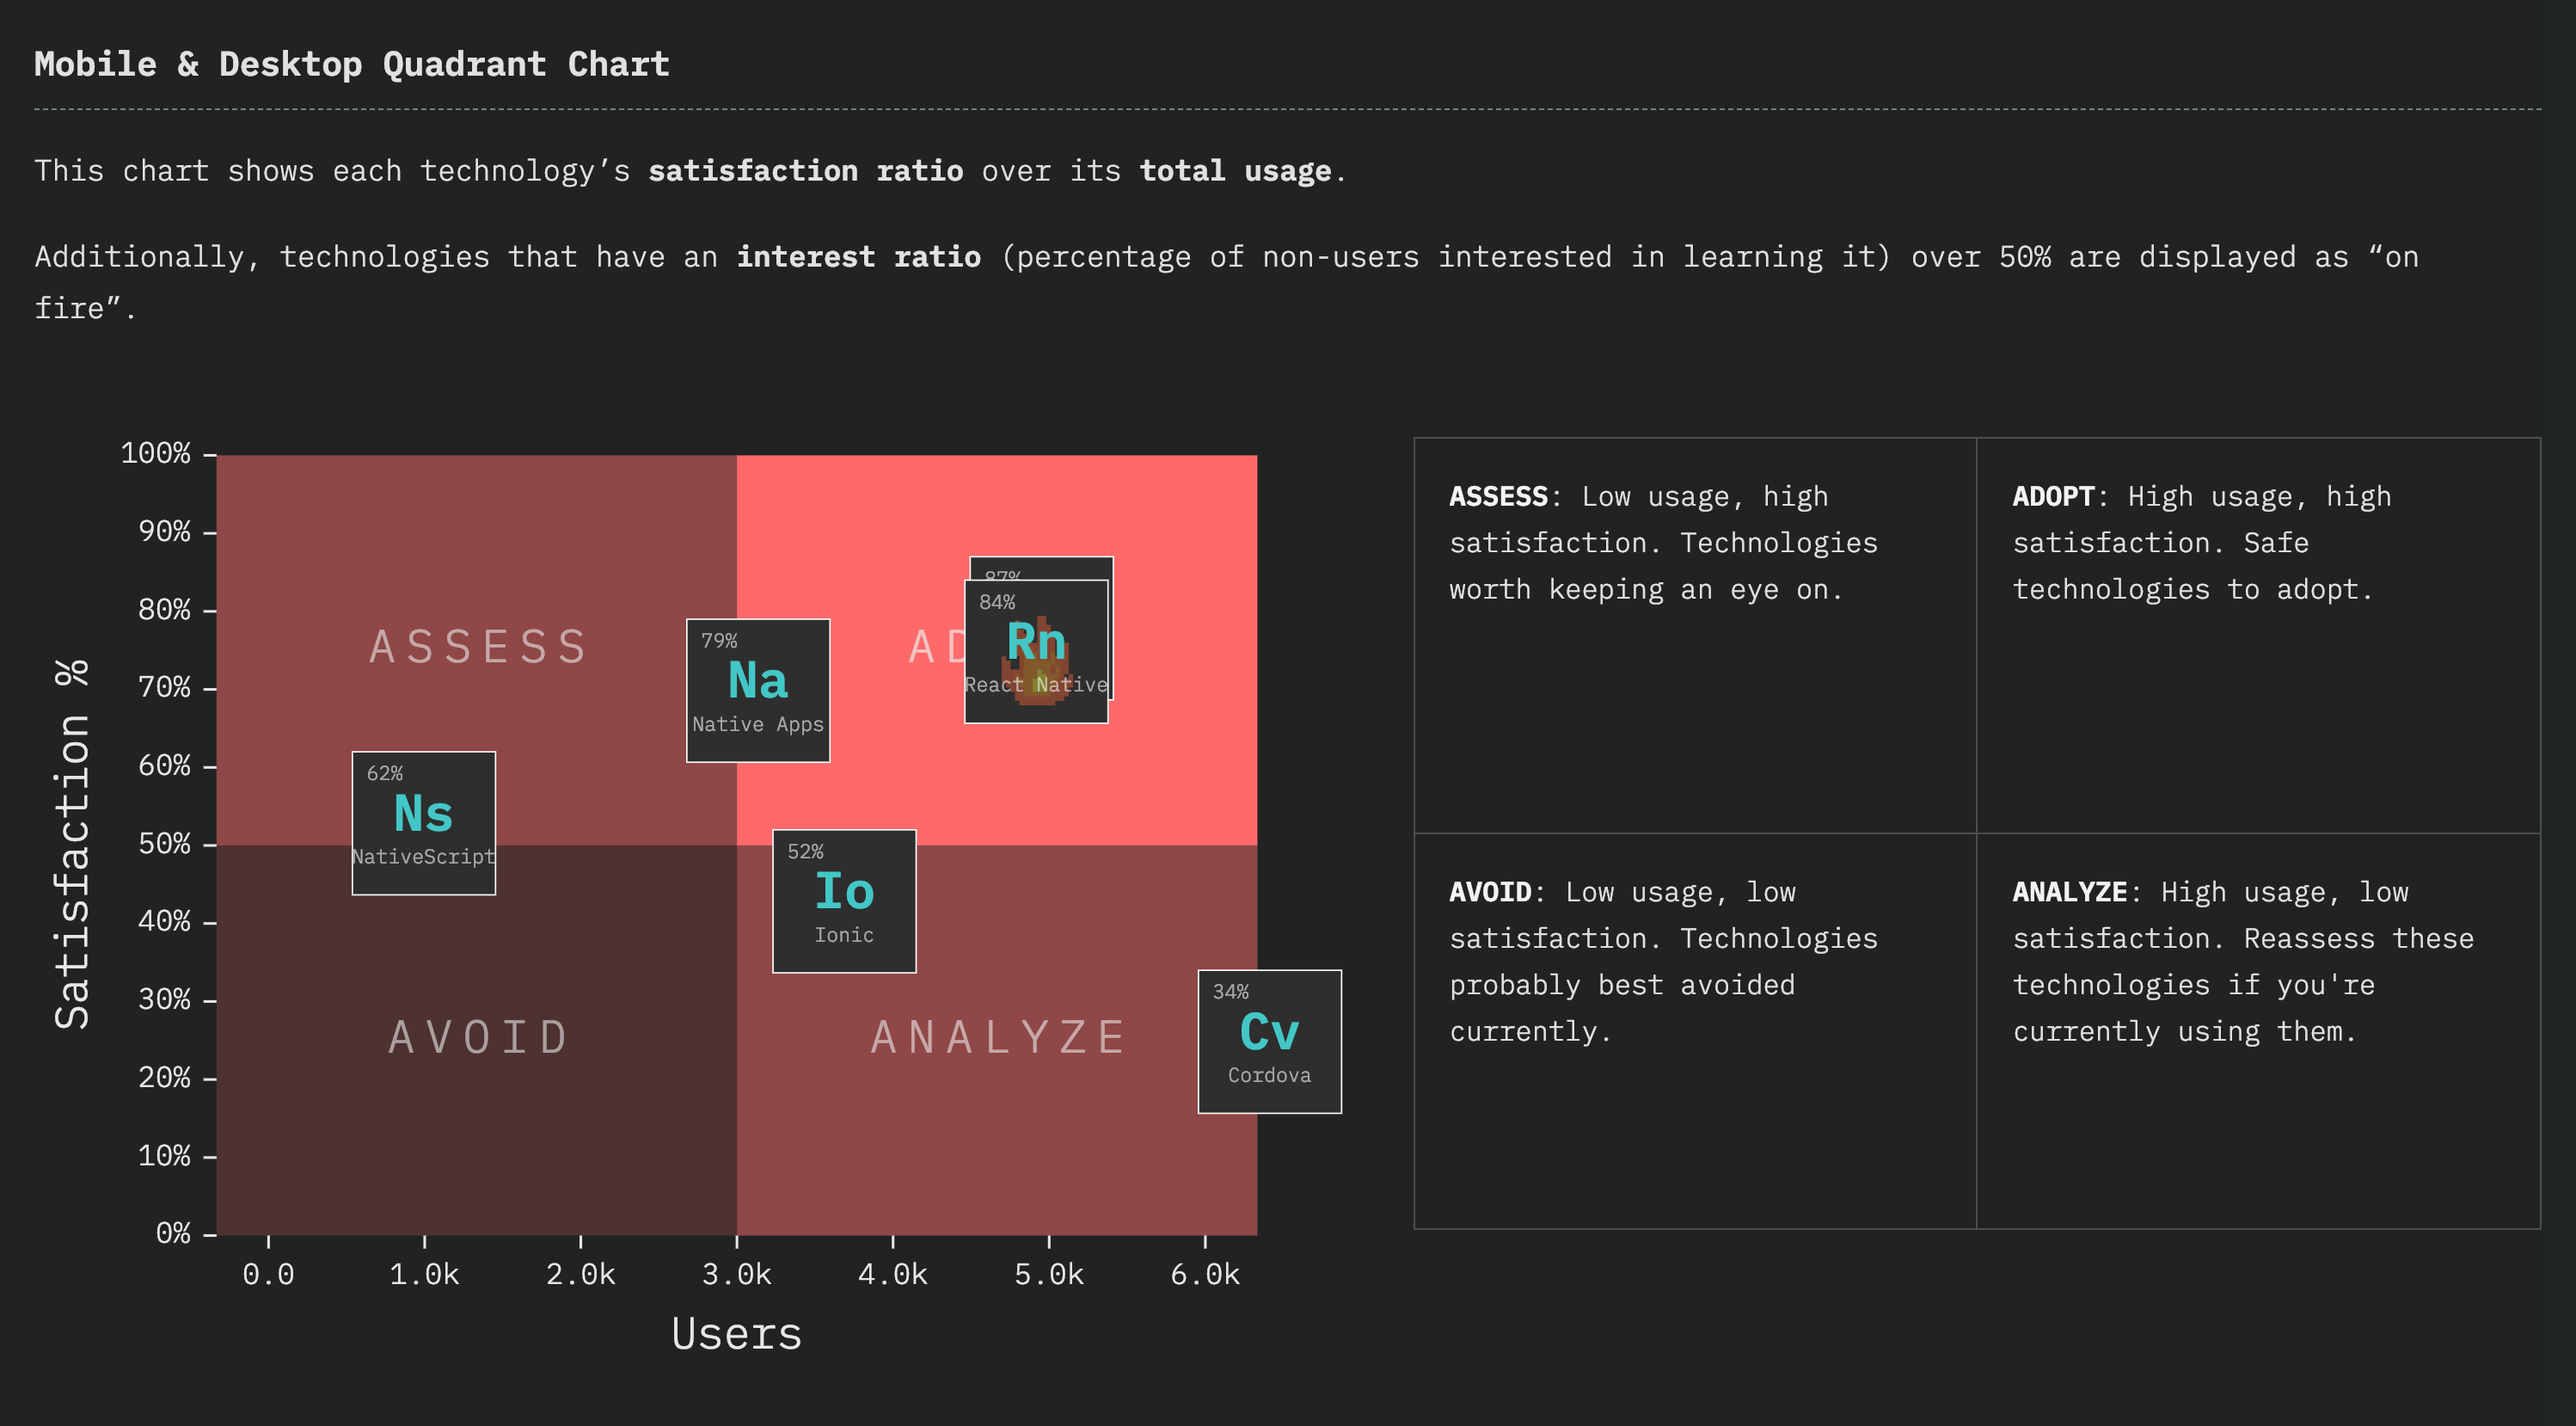 Mobile & Desktop Quadrant Chart
This chart shows each technology’s satisfaction ratio over its total usage.
Additionally, technologies that have an interest ratio (percentage of non-users interested in learning it) over 50% are displayed as “on
fire”.
100%
90%
80%
70%
60%
50%
40%
30%
20%
10%
0%
Satisfaction %
0.0
1.0k
2.0k
3.0k
4.0k
5.0k
6.0k
Users
ASSESS
AD
AVOID
ANALYZE
87%
84%
Rn
React Native
79%
Na
Native Apps
62%
Ns
NativeScript
52%
Io
Ionic
34%
Cv
Cordova
ASSESS: Low usage, high
satisfaction. Technologies
worth keeping an eye on.
ADOPT: High usage, high
satisfaction. Safe
technologies to adopt.
AVOID: Low usage, low
satisfaction. Technologies
probably best avoided
currently.
ANALYZE: High usage, low
satisfaction. Reassess these
technologies if you're
currently using them.